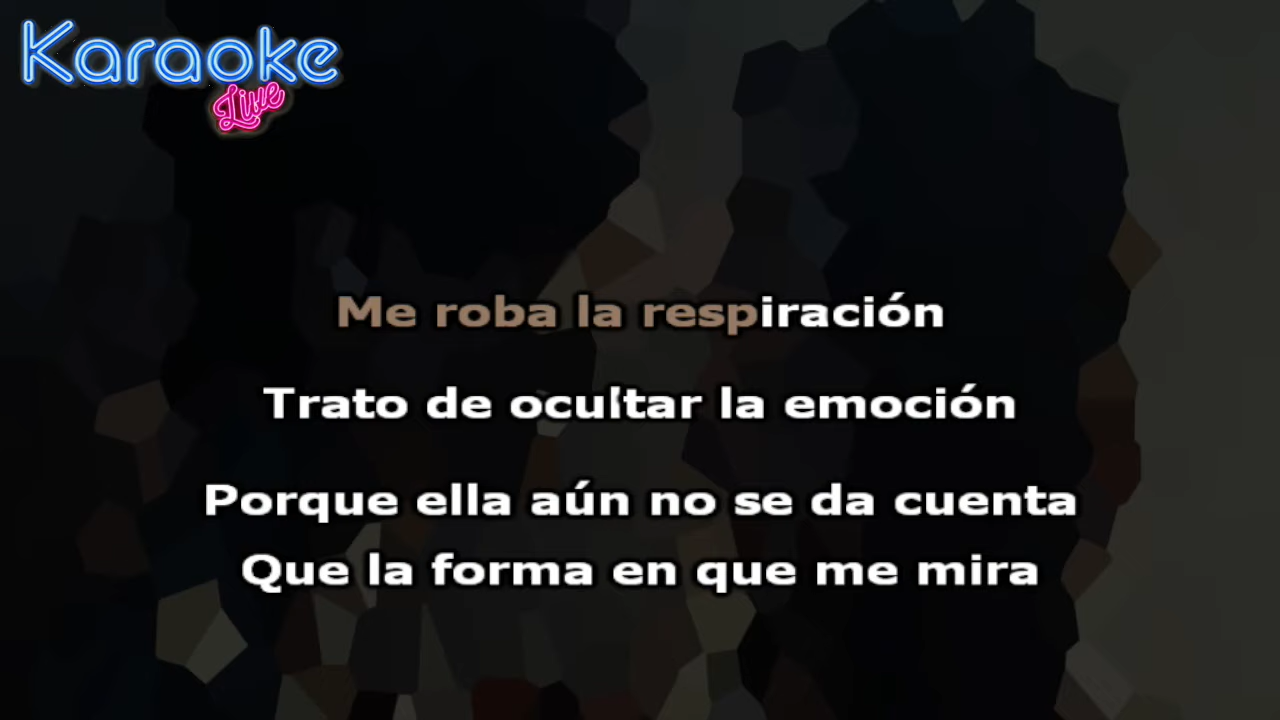 Karaoke
Live
Me roba la respiración
Trato de ocultar la emoción
Porque ella aún no se da cuenta
Que la forma en que me mira